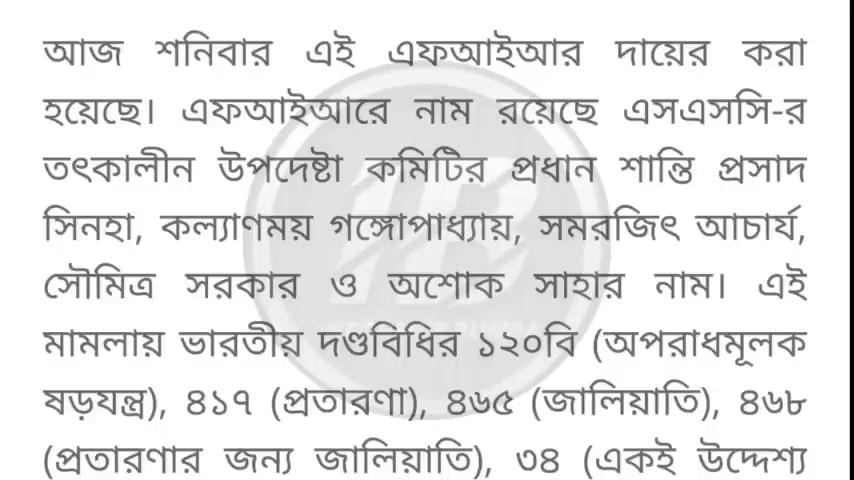 আজ শনিবার এই এফআইআর দায়ের করা
হয়েছে। এফআইআরে নাম রয়েছে এসএসসি-র
তৎকালীন উপদেষ্টা কমিটির প্রধান শান্তি প্রসাদ
সিনহা, কল্যাণময় গঙ্গোপাধ্যায়, সমরজিৎ আচার্য,
সৌমিত্র সরকার ও অশোক সাহার নাম। এই
মামলায় ভারতীয় দণ্ডবিধির ১২০বি (অপরাধমূলক
ষড়যন্ত্র), ৪১৭ (প্রতারণা), ৪৬৫ (জালিয়াতি), ৪৬৮
(প্রতারণার জন্য জালিয়াতি), ৩৪ (একই উদ্দেশ্য